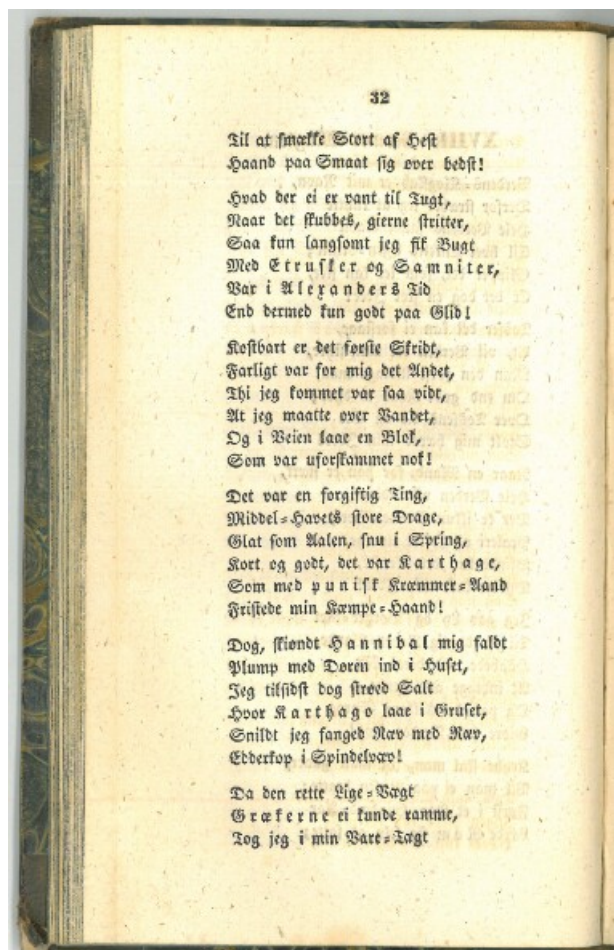 32
Til at smække Stort af Hest
Haand paa Smaat sig øver bedst!
Hvad der ei er vant til Tugt,
Naar det skubbes, gierne stritter,
Saa kun langsomt jeg fik Bugt
Med Etrusker og Samniter,
Var i Alexanders Tid
End dermed kun godt paa Glid!
Kostbart er det første Skridt,
Farligt var for mig det Andet,
Thi jeg kommet var saa vidt,
At jeg maatte over Vandet,
Og i Veien laae en Blok,
Som var uforskammet nok!
Det var en forgiftig Ting,
Middel-Havets store Drage,
Glat som Aalen, snu i Spring,
Kort og godt, det var Karthage,
Som med punisk Kræmmer-Aand
Fristede min Kæmpe-Haand!
Dog, skiøndt Hannibal mig faldt
Plump med Døren ind i Huset,
Jeg tilsidst dog strøed Salt
Hvor Karthago laae i Gruset,
Snildt jeg fanged Ræv med Ræv,
Edderkop i Spindelvæv!
Da den rette Lige-Vægt
Grækerne ei kunde ramme,
Tog jeg i min Vare-Tægt